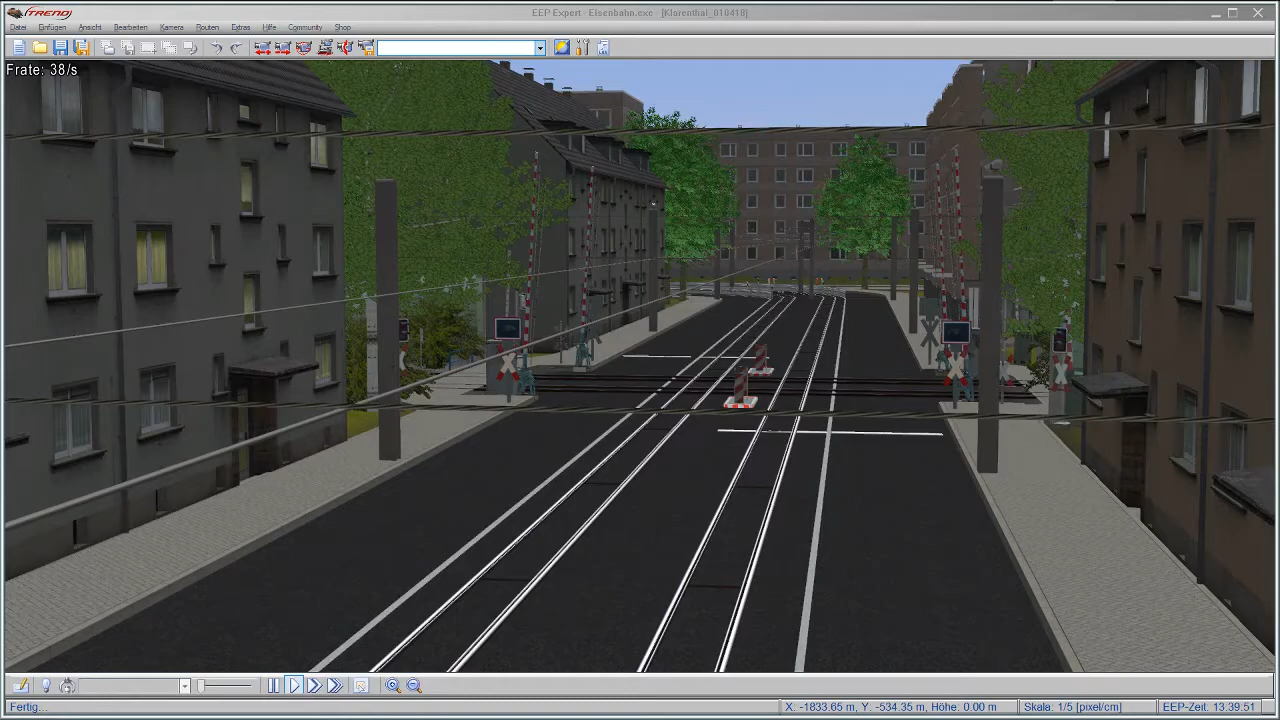 TREND
EEP Expert - Eisenbahn.exe - [Klarenthal_010418]
Datei Einfügen Ansicht Bearbeiten Kamera Routen Extras Hilfe Community Shop
Frate: 38/s
Fertig...
X: -1833.65 m, Y: -534.35 m, Höhe: 0.00 m
Skala: 1/5 [pixel/cm]
EEP-Zeit: 13:39:51